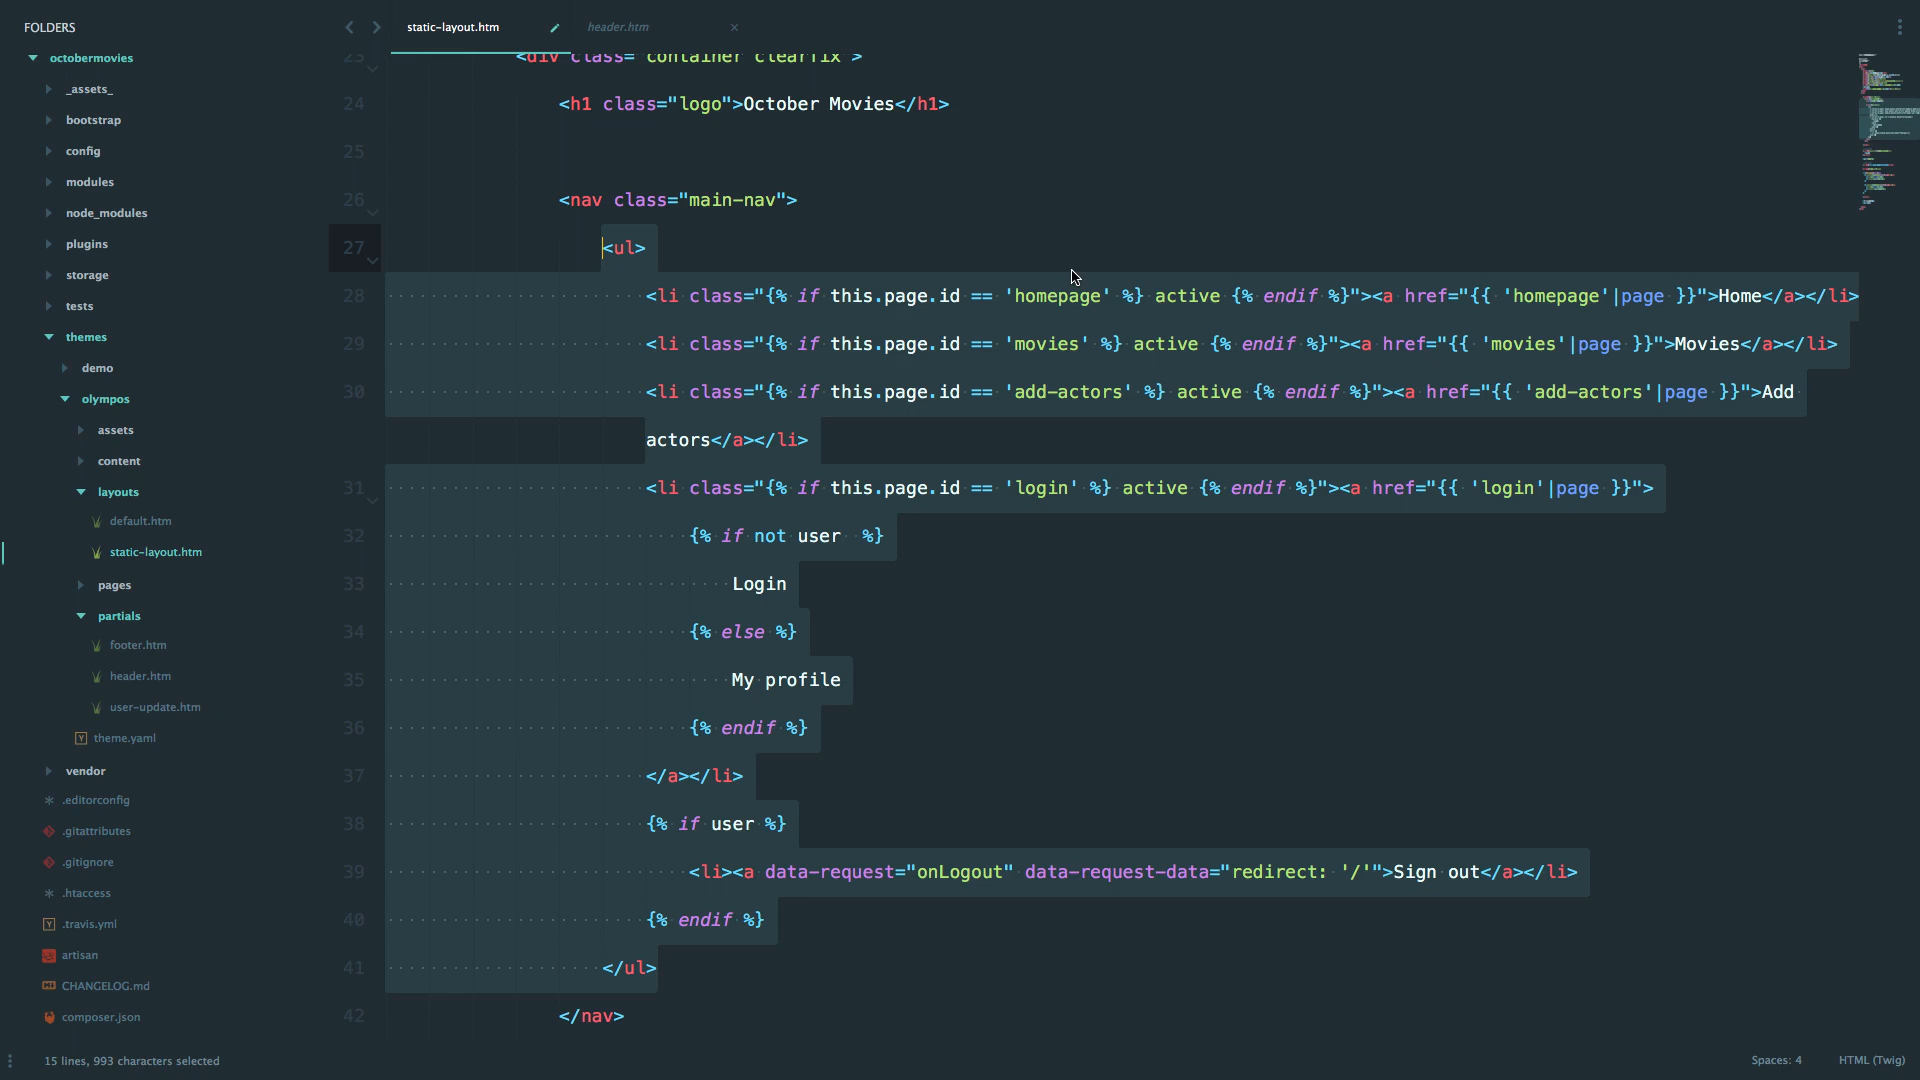 FOLDERS
octobermovies
_assets_
bootstrap
config
modules
node_modules
plugins
storage
tests
themes
demo
olympos
assets
content
layouts
default.htm
static-layout.htm
pages
partials
footer.htm
header.htm
user-update.htm
theme.yaml
vendor
.editorconfig
.gitattributes
.gitignore
.htaccess
.travis.yml
artisan
CHANGELOG.md
composer.json
static-layout.htm
header.htm
23 <div class="container clearfix">
24 <h1 class="logo">October Movies</h1>
25
26 <nav class="main-nav">
27 <ul>
28 <li class="{% if this.page.id == 'homepage' %} active {% endif %}"><a href="{{ 'homepage'|page }}">Home</a></li>
29 <li class="{% if this.page.id == 'movies' %} active {% endif %}"><a href="{{ 'movies'|page }}">Movies</a></li>
30 <li class="{% if this.page.id == 'add-actors' %} active {% endif %}"><a href="{{ 'add-actors'|page }}">Add
actors</a></li>
31 <li class="{% if this.page.id == 'login' %} active {% endif %}"><a href="{{ 'login'|page }}">
32 {% if not user  %}
33 Login
34 {% else %}
35 My profile
36 {% endif %}
37 </a></li>
38 {% if user %}
39 <li><a data-request="onLogout" data-request-data="redirect: '/'">Sign out</a></li>
40 {% endif %}
41 </ul>
42 </nav>
15 lines, 993 characters selected
Spaces: 4
HTML (Twig)